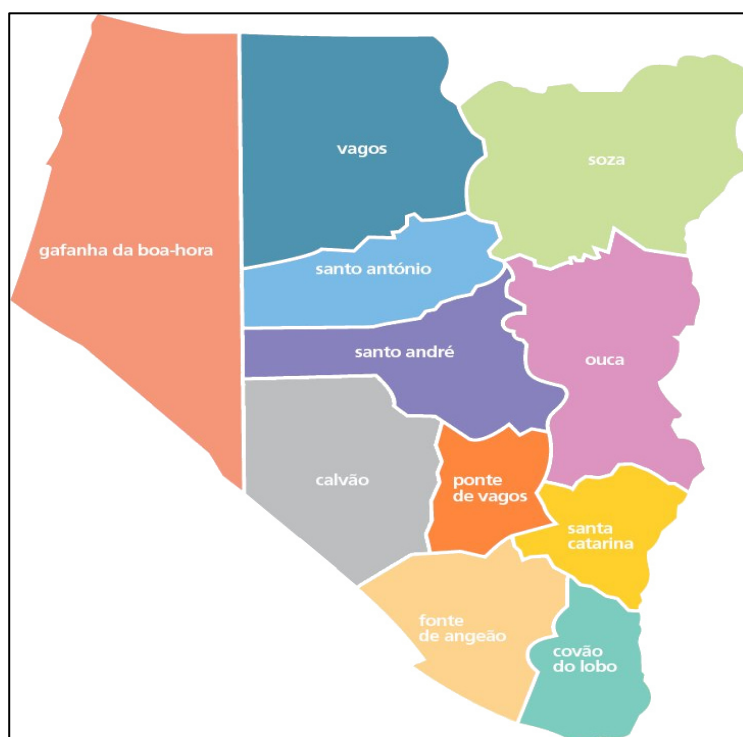 vagos
soza
gafanha da boa-hora
santo antónio
santo andré
ouca
calvão
ponte
de vagos
santa
catarina
fonte
de angeão
covão
do lobo